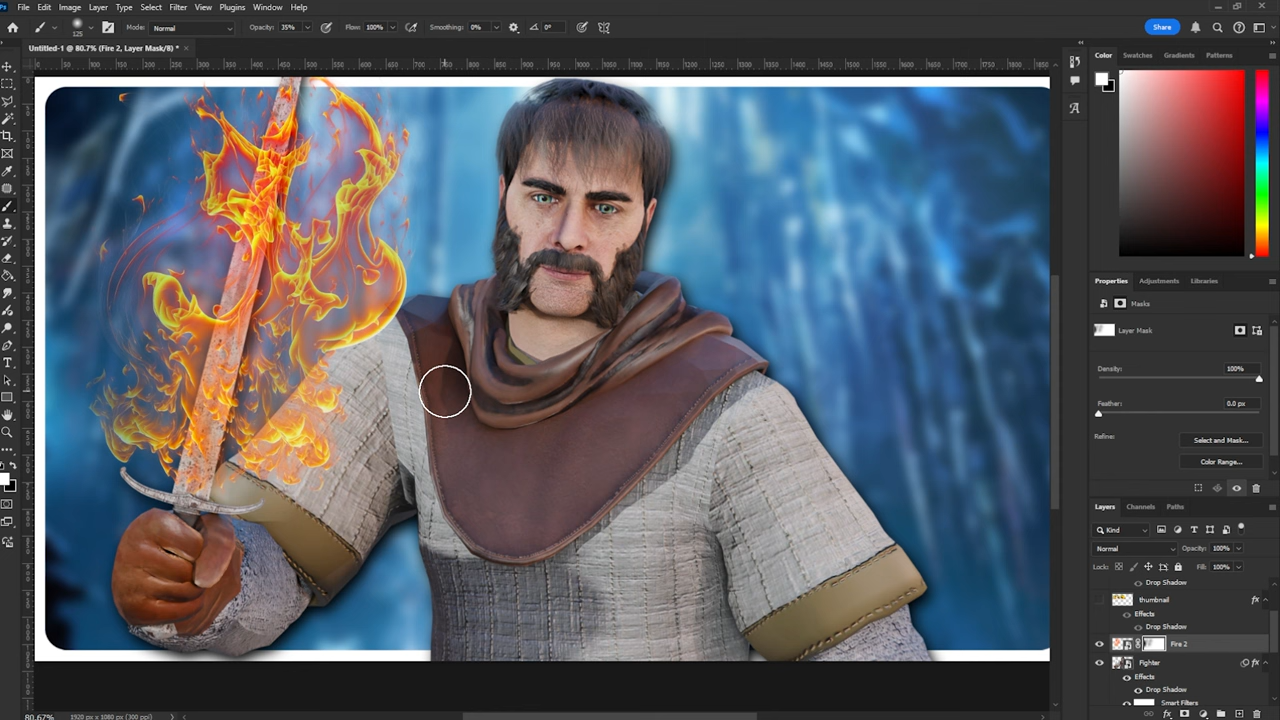 File Edit Image Layer Type Select Filter View Plugins Window Help
125 Mode: Normal Opacity: 35% Flow: 100% Smoothing: 0% 0° Share
Untitled-1 @ 80.7% (Fire 2, Layer Mask/8) * ×
Color Swatches Gradients Patterns
Properties Adjustments Libraries
Masks
Layer Mask
Density: 100%
Feather: 0.0 px
Refine: Select and Mask...
Color Range...
Layers Channels Paths
Kind
Normal Opacity: 100%
Lock: Fill: 100%
Drop Shadow
thumbnail fx
Effects
Drop Shadow
Fire 2
Fighter fx
Effects
Drop Shadow
Smart Filters
80.67% 1920 px x 1080 px (300 ppi)